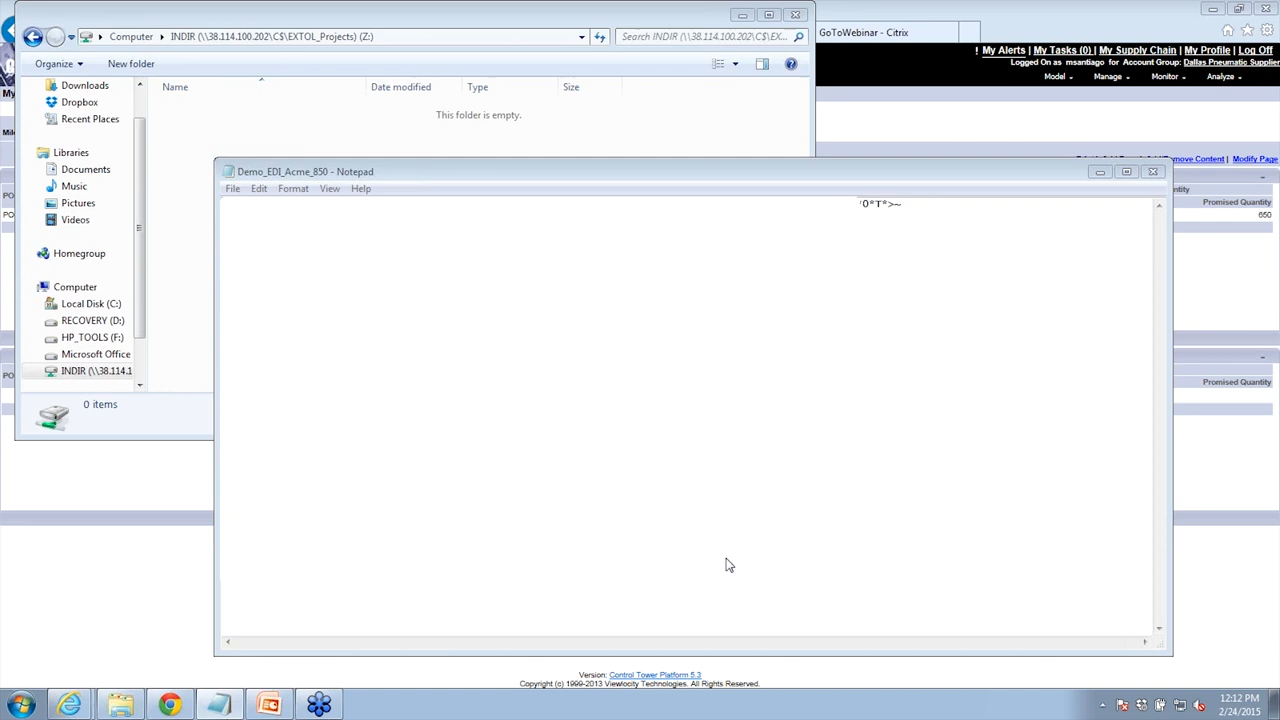 Computer ▸ INDIR (\\38.114.100.202\C$\EXTOL_Projects) (Z:)
Search INDIR (\\38.114.100.202\C$\EX...
GoToWebinar - Citrix
! My Alerts | My Tasks (0) | My Supply Chain | My Profile | Log Off
Logged On as msantiago for Account Group: Dallas Pneumatic Supplier
Model Manage Monitor Analyze
Organize New folder
Name Date modified Type Size
This folder is empty.
Downloads
Dropbox
Recent Places
Libraries
Documents
Music
Pictures
Videos
Homegroup
Computer
Local Disk (C:)
RECOVERY (D:)
HP_TOOLS (F:)
Microsoft Office
INDIR (\\38.114.1
0 items
Demo_EDI_Acme_850 - Notepad
File Edit Format View Help
0*T*>~
move Content | Modify Page
Promised Quantity
650
Promised Quantity
Version: Control Tower Platform 5.3
Copyright (c) 1999-2013 Viewlocity Technologies. All Rights Reserved.
12:12 PM
2/24/2015